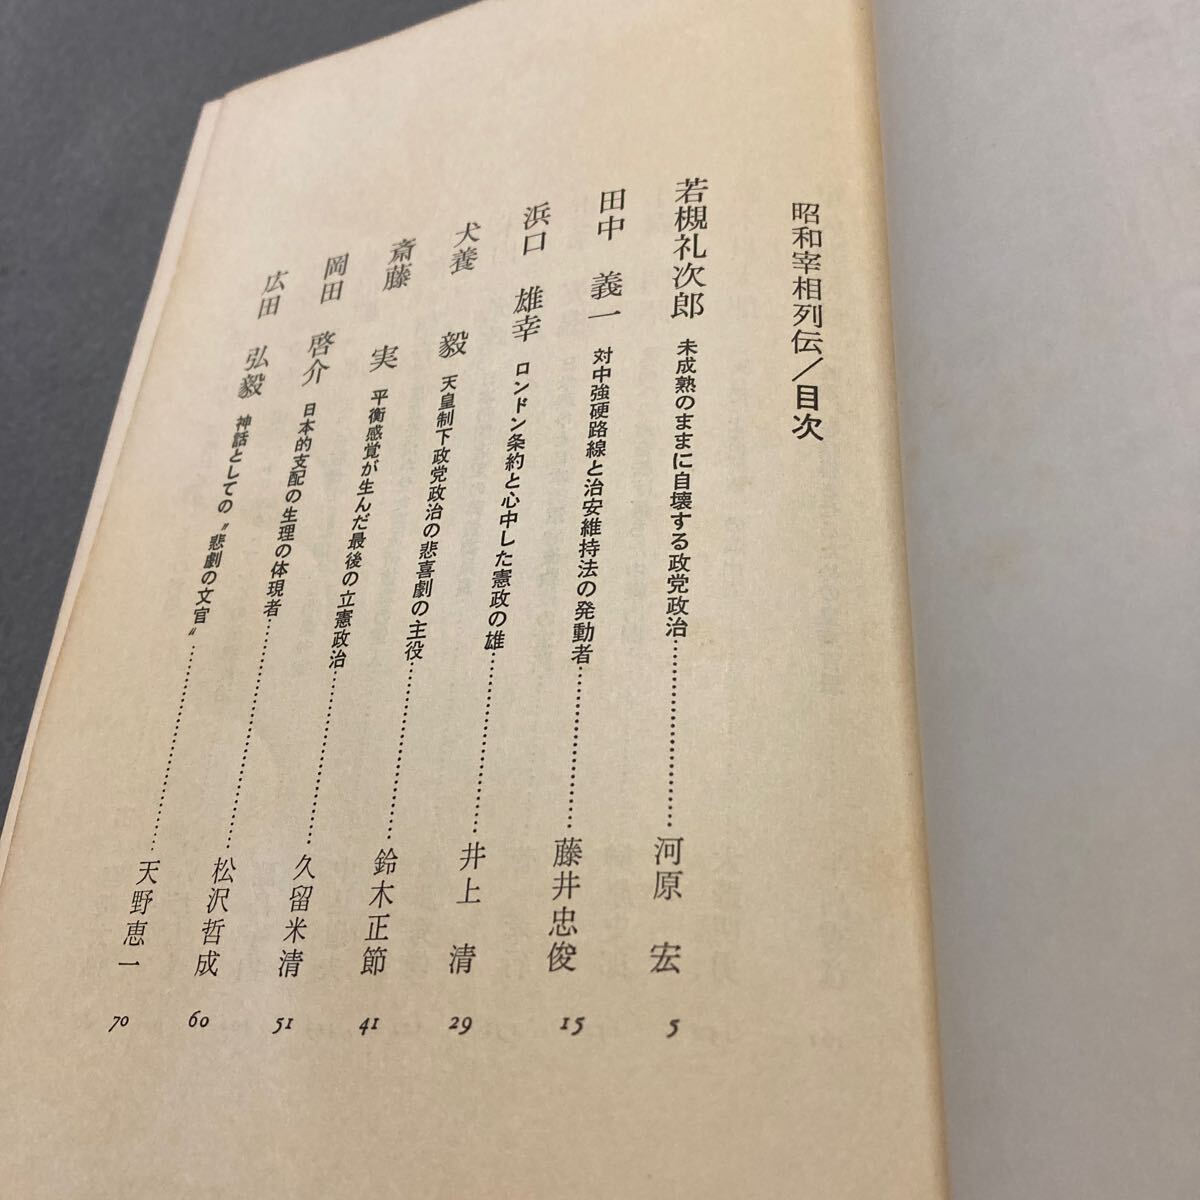 昭和宰相列伝／目次
若槻礼次郎 未成熟のままに自壊する政党政治……………………河原 宏 5
田中 義一 対中強硬路線と治安維持法の発動者……………………藤井忠俊 15
浜口 雄幸 ロンドン条約と心中した憲政の雄……………………井上 清 29
犬養 毅 天皇制下政党政治の悲喜劇の主役……………………鈴木正節 41
斎藤 実 平衡感覚が生んだ最後の立憲政治……………………久留米清 51
岡田 啓介 日本的支配の生理の体現者……………………松沢哲成 60
広田 弘毅 神話としての〝悲劇の文官〟……………………天野恵一 70